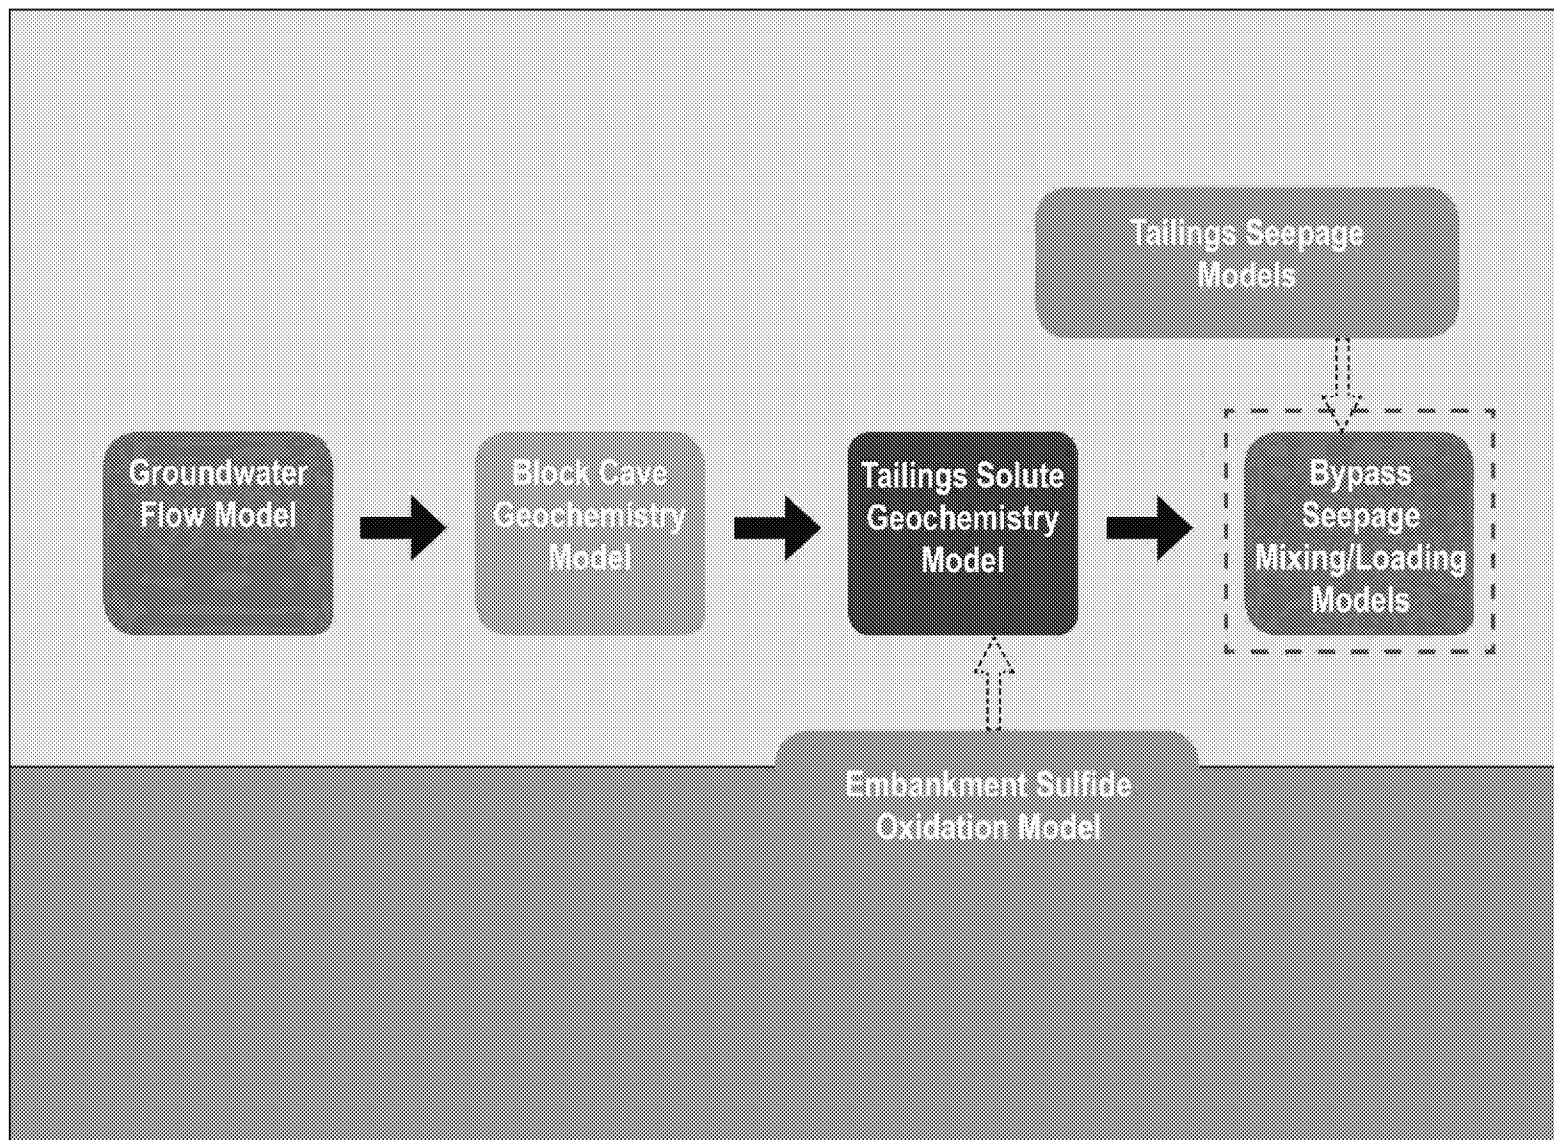 Tailings Seepage
Models
Groundwater
Flow Model
Block Cave
Geochemistry
Model
Tailings Solute
Geochemistry
Model
Bypass
Seepage
Mixing/Loading
Models
Embankment Sulfide
Oxidation Model